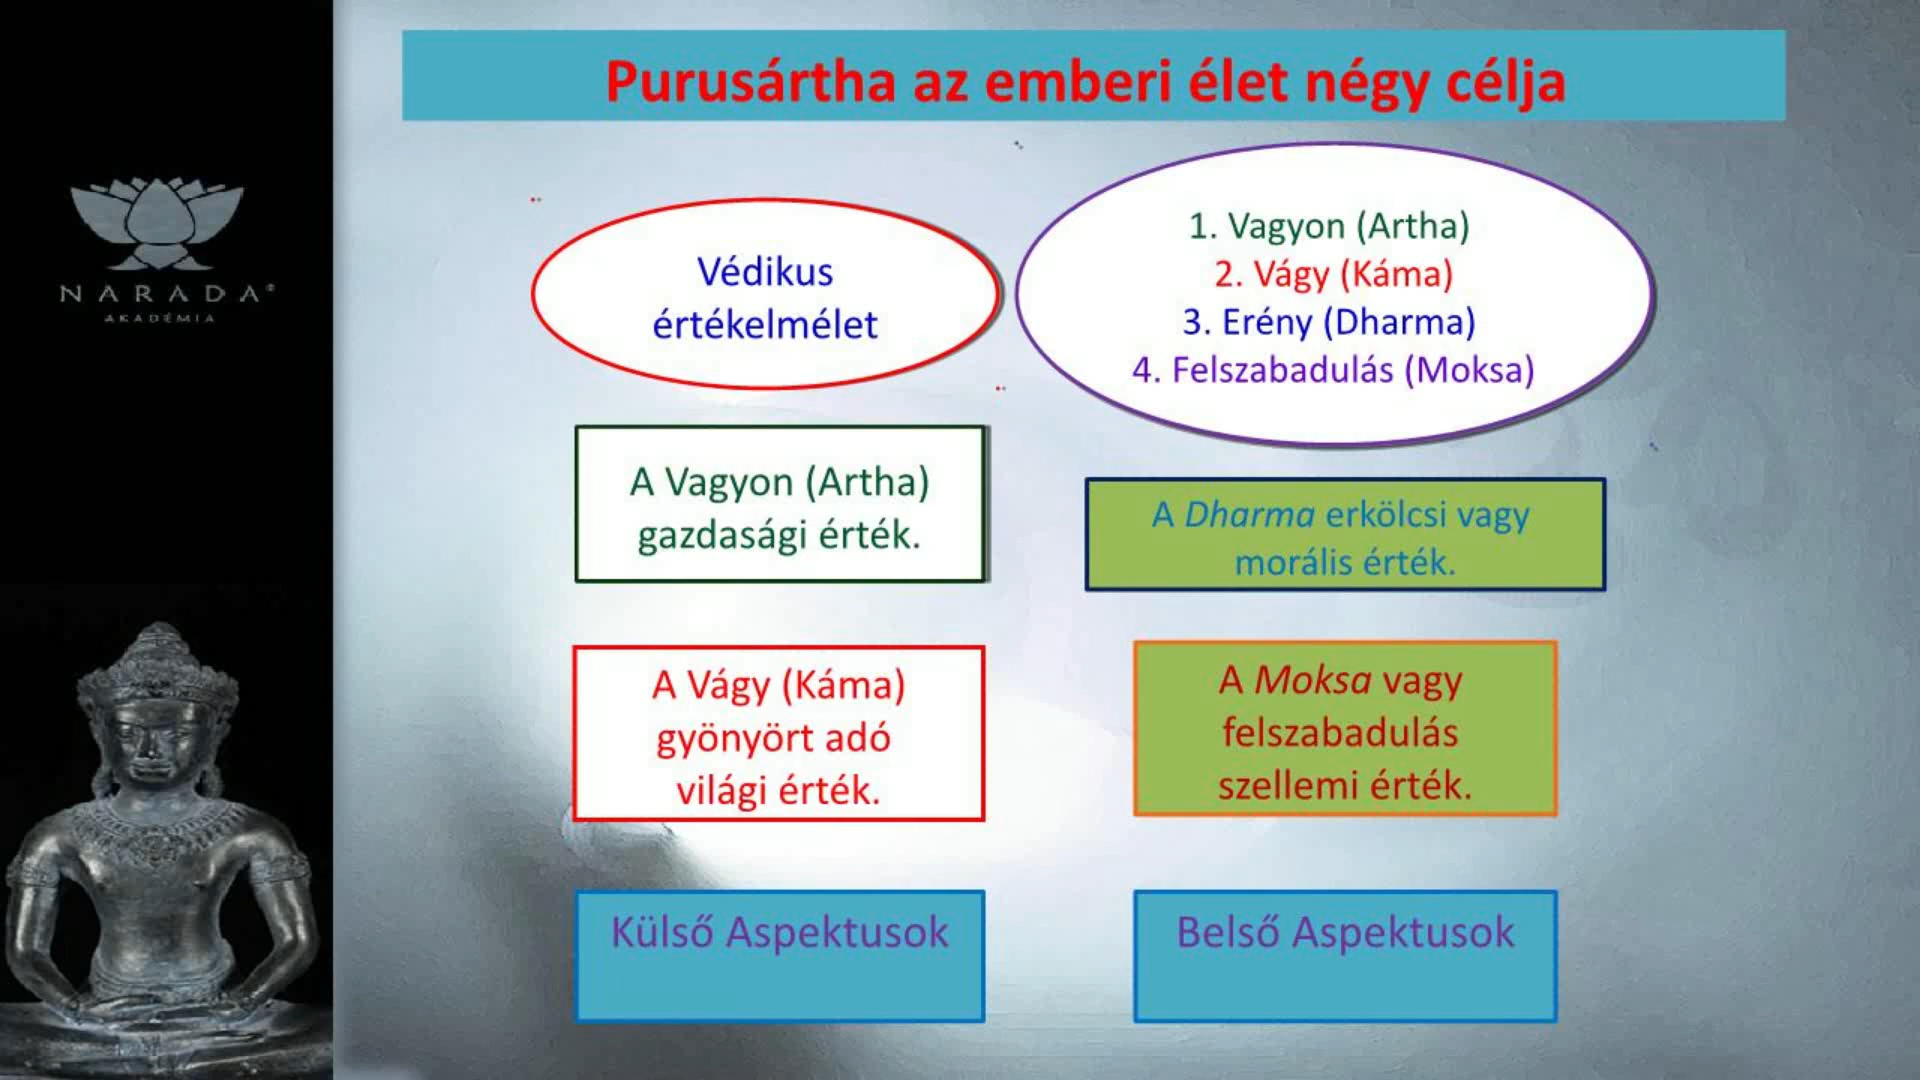 Purusártha az emberi élet négy célja
NARADA®
AKADÉMIA
Védikus
értékelmélet
1. Vagyon (Artha)
2. Vágy (Káma)
3. Erény (Dharma)
4. Felszabadulás (Moksa)
A Vagyon (Artha)
gazdasági érték.
A Dharma erkölcsi vagy
morális érték.
A Vágy (Káma)
gyönyört adó
világi érték.
A Moksa vagy
felszabadulás
szellemi érték.
Külső Aspektusok
Belső Aspektusok